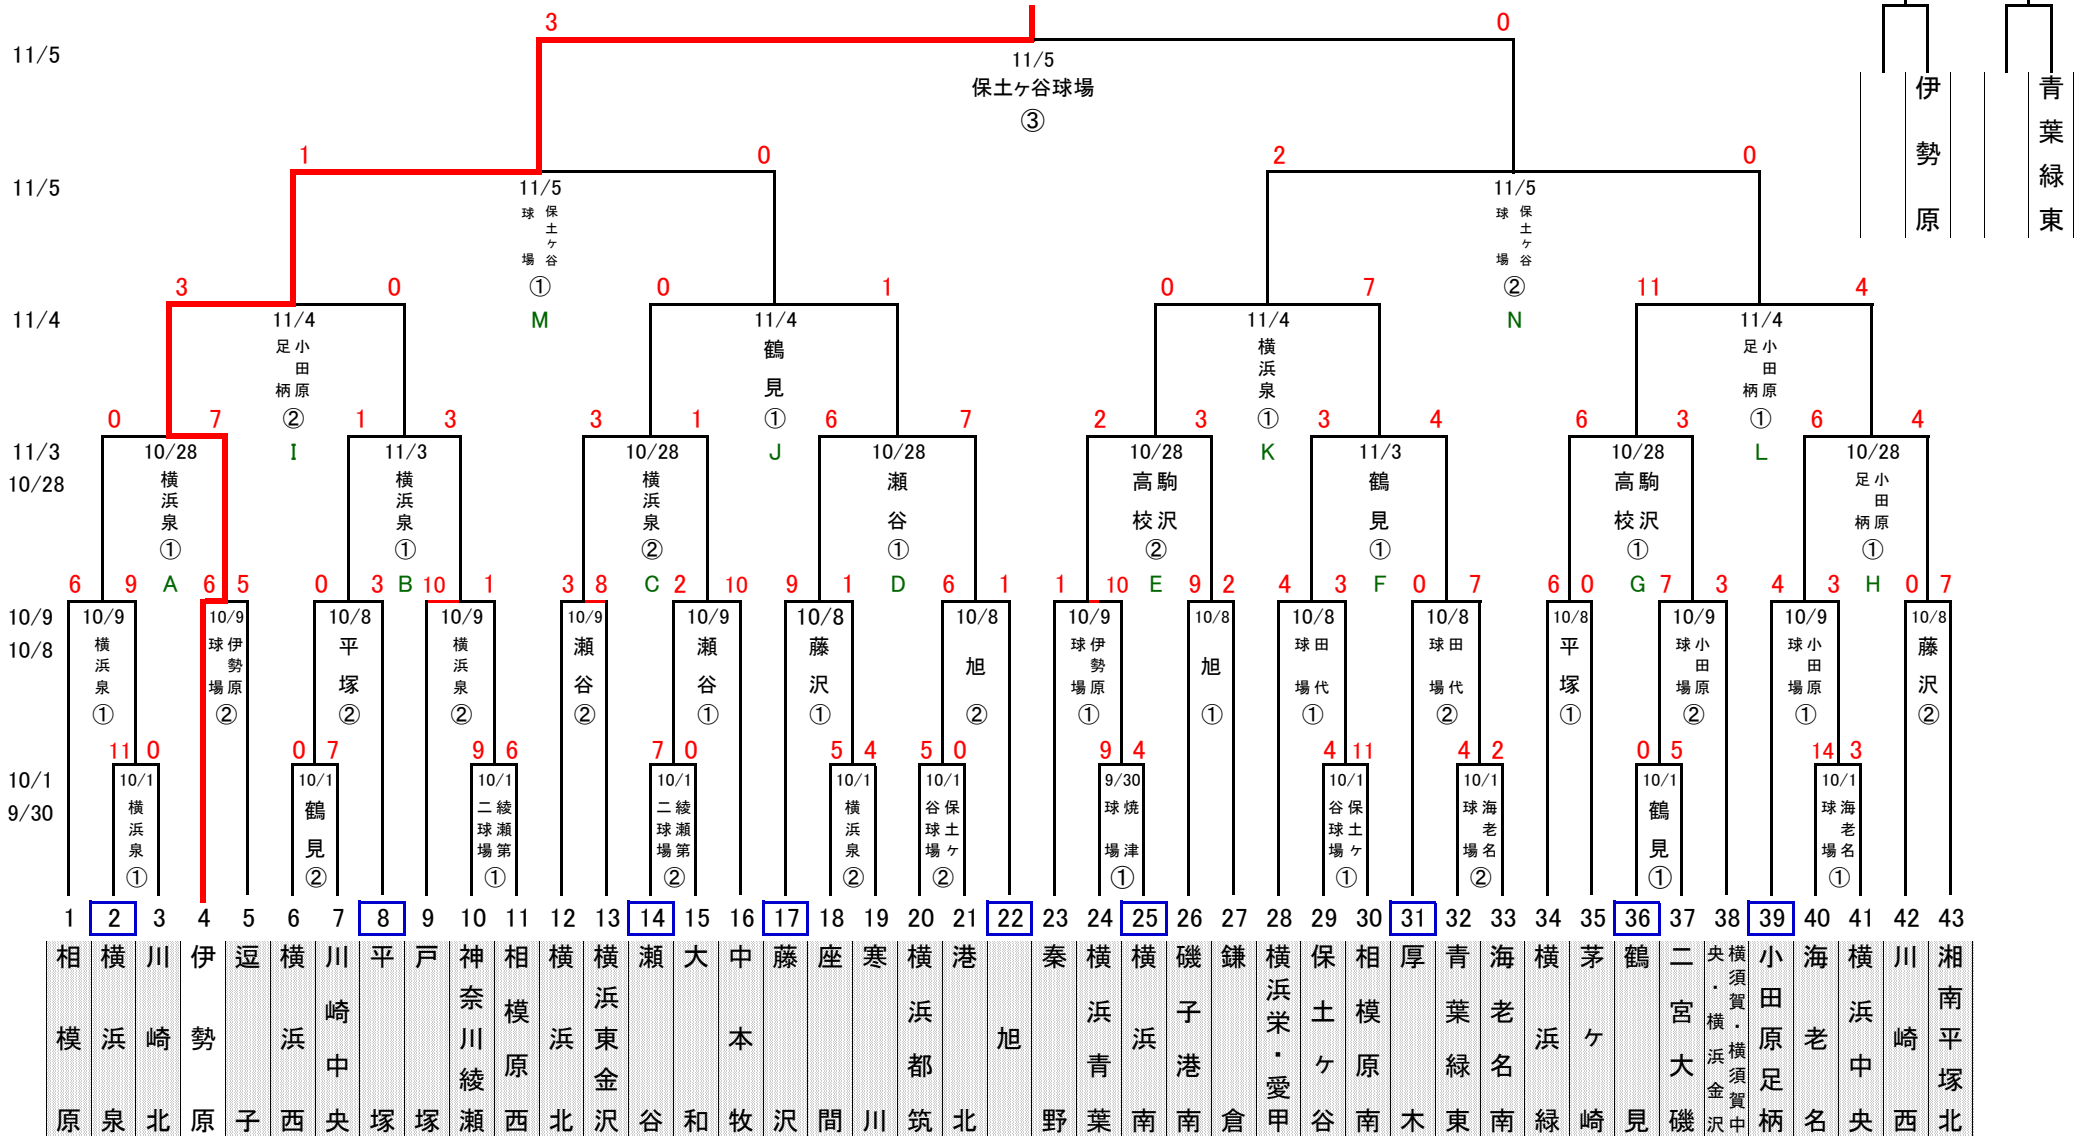 3 0
11/5
11/5
保土ヶ谷球場
③
伊勢原
青葉緑東
1 0 2 0
11/5
11/5
保土ヶ谷球場
①
M
11/5
保土ヶ谷球場
②
N
3 0 0 1 0 7 11 4
11/4
11/4
小田原足柄
②
I
11/4
鶴見
①
J
11/4
横浜泉
①
K
11/4
小田原足柄
①
L
0 7 1 3 3 1 6 7 2 3 3 4 6 3 6 4
11/3
10/28
10/28
横浜泉
①
A
11/3
横浜泉
①
B
10/28
横浜泉
②
C
10/28
瀬谷
①
D
10/28
駒沢高校
②
E
11/3
鶴見
①
F
10/28
駒沢高校
①
G
10/28
小田原足柄
①
H
6 9 6 5 0 3 10 1 3 8 2 10 9 1 6 1 1 10 9 2 4 3 0 7 6 0 7 3 4 3 0 7
10/9
10/8
10/9
横浜泉
①
10/9
伊勢原球場
②
10/8
平塚
②
10/9
横浜泉
②
10/9
瀬谷
②
10/9
瀬谷
①
10/8
藤沢
①
10/8
旭
②
10/9
伊勢原球場
①
10/8
旭
①
10/8
田代球場
①
10/8
田代球場
②
10/8
平塚
①
10/9
小田原球場
②
10/9
小田原球場
①
10/8
藤沢
②
11 0 0 7 9 6 7 0 5 4 5 0 9 4 4 11 4 2 0 5 14 3
10/1
9/30
10/1
横浜泉
①
10/1
鶴見
②
10/1
綾瀬第二球場
①
10/1
綾瀬第二球場
②
10/1
横浜泉
②
10/1
保土ヶ谷球場
②
9/30
焼津球場
①
10/1
保土ヶ谷球場
①
10/1
海老名球場
②
10/1
鶴見
①
10/1
海老名球場
①
1 2 3 4 5 6 7 8 9 10 11 12 13 14 15 16 17 18 19 20 21 22 23 24 25 26 27 28 29 30 31 32 33 34 35 36 37 38 39 40 41 42 43
相模原
横浜泉
川崎北
伊勢原
逗子
横浜西
川崎中央
平塚
戸塚
神奈川綾瀬
相模原西
横浜北
横浜東金沢
瀬谷
大和
中本牧
藤沢
座間
寒川
横浜都筑
港北
旭
秦野
横浜青葉
横浜南
磯子港南
鎌倉
横浜栄・愛甲
保土ヶ谷
相模原南
厚木
青葉緑東
海老名南
横浜緑
茅ヶ崎
鶴見
二宮大磯
横須賀・横須賀中央・横浜金沢
小田原足柄
海老名
横浜中央
川崎西
湘南平塚北